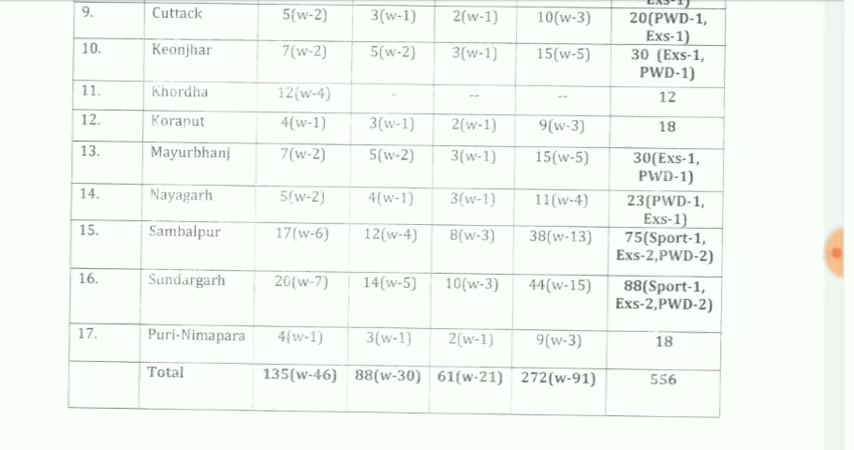 Exs-1)
9. Cuttack 5(w-2) 3(w-1) 2(w-1) 10(w-3) 20(PWD-1,
Exs-1)
10. Keonjhar 7(w-2) 5(w-2) 3(w-1) 15(w-5) 30 (Exs-1,
PWD-1)
11. Khordha 12(w-4) - -- -- 12
12. Koraput 4(w-1) 3(w-1) 2(w-1) 9(w-3) 18
13. Mayurbhanj 7(w-2) 5(w-2) 3(w-1) 15(w-5) 30(Exs-1,
PWD-1)
14. Nayagarh 5(w-2) 4(w-1) 3(w-1) 11(w-4) 23(PWD-1,
Exs-1)
15. Sambalpur 17(w-6) 12(w-4) 8(w-3) 38(w-13) 75(Sport-1,
Exs-2,PWD-2)
16. Sundargarh 20(w-7) 14(w-5) 10(w-3) 44(w-15) 88(Sport-1,
Exs-2,PWD-2)
17. Puri-Nimapara 4(w-1) 3(w-1) 2(w-1) 9(w-3) 18
Total 135(w-46) 88(w-30) 61(w-21) 272(w-91) 556